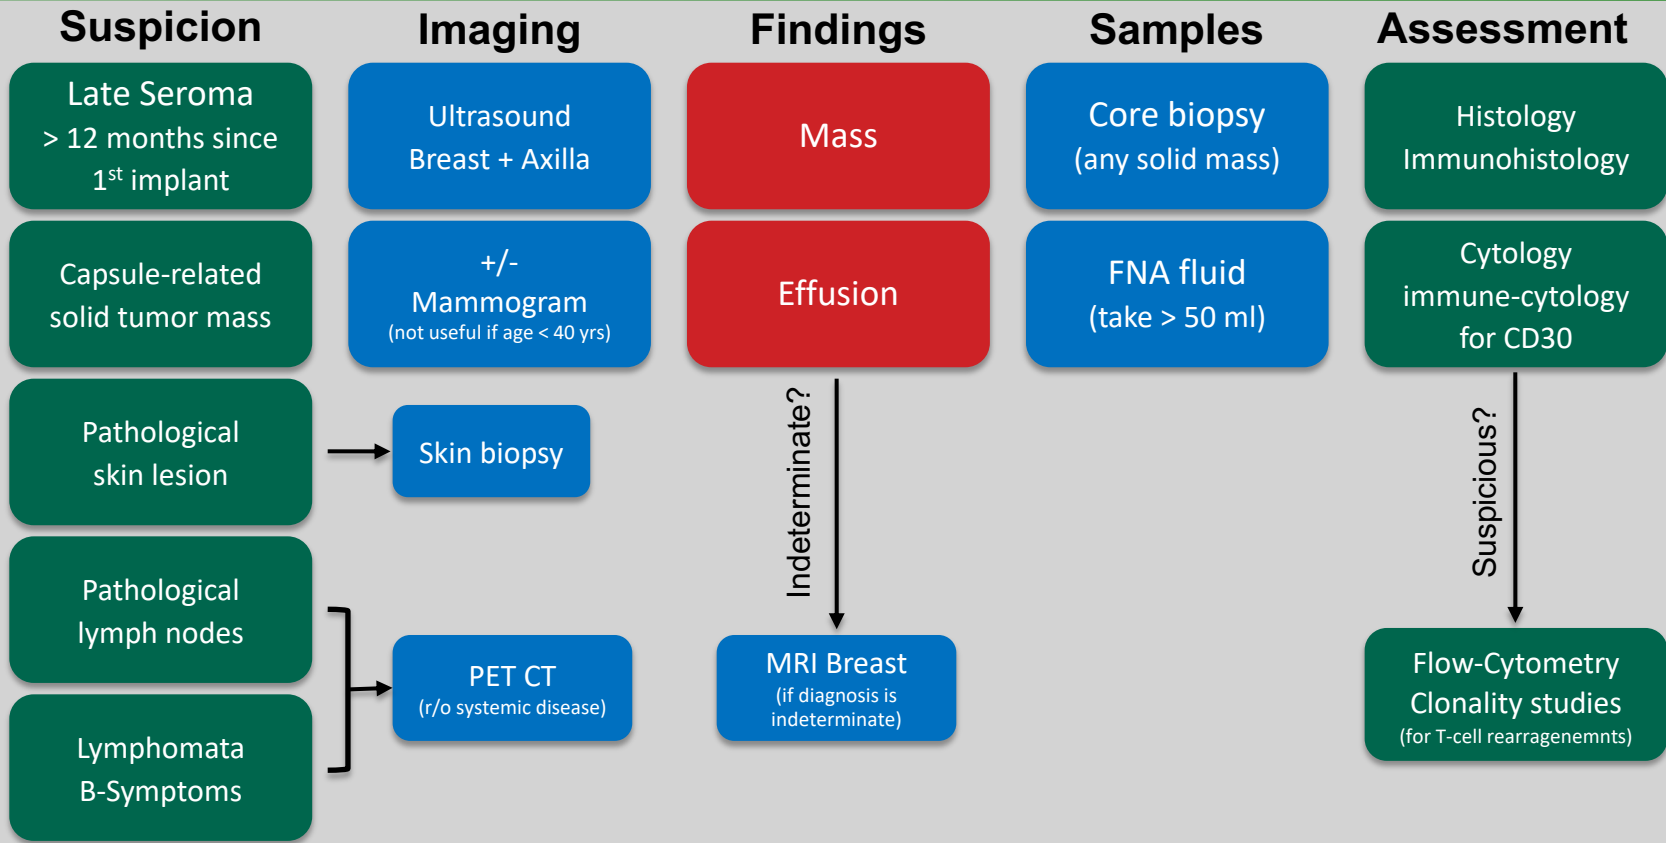 Suspicion
Imaging
Findings
Samples
Assessment
Late Seroma
> 12 months since
1st implant
Ultrasound
Breast + Axilla
Mass
Core biopsy
(any solid mass)
Histology
Immunohistology
Capsule-related
solid tumor mass
+/-
Mammogram
(not useful if age < 40 yrs)
Effusion
FNA fluid
(take > 50 ml)
Cytology
immune-cytology
for CD30
Pathological
skin lesion
Skin biopsy
Indeterminate?
Suspicious?
Pathological
lymph nodes
Lymphomata
B-Symptoms
PET CT
(r/o systemic disease)
MRI Breast
(if diagnosis is
indeterminate)
Flow-Cytometry
Clonality studies
(for T-cell rearragenemnts)